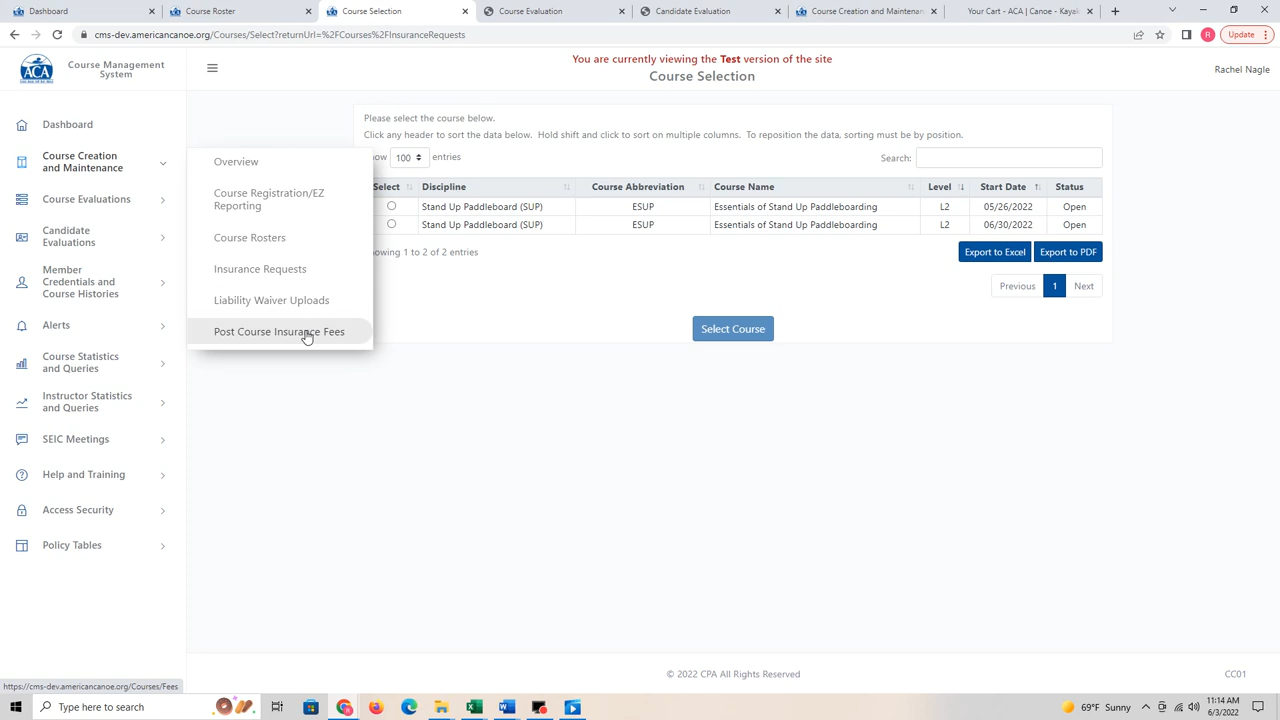 Dashboard
Course Roster
Course Selection
Course Evaluation
Candidate Evaluation
Course Creation and Maintenan
Your Cart - ACA | Canoe - Kayak
cms-dev.americancanoe.org/Courses/Select?returnUrl=%2FCourses%2FInsuranceRequests
R
Update
ACA
Course Management
System
You are currently viewing the Test version of the site
Course Selection
Rachel Nagle
Dashboard
Course Creation
and Maintenance
Course Evaluations
Candidate
Evaluations
Member
Credentials and
Course Histories
Alerts
Course Statistics
and Queries
Instructor Statistics
and Queries
SEIC Meetings
Help and Training
Access Security
Policy Tables
Overview
Course Registration/EZ
Reporting
Course Rosters
Insurance Requests
Liability Waiver Uploads
Post Course Insurance Fees
Please select the course below.
Click any header to sort the data below. Hold shift and click to sort on multiple columns. To reposition the data, sorting must be by position.
how 100 entries
Search:
Select Discipline Course Abbreviation Course Name Level Start Date Status
Stand Up Paddleboard (SUP) ESUP Essentials of Stand Up Paddleboarding L2 05/26/2022 Open
Stand Up Paddleboard (SUP) ESUP Essentials of Stand Up Paddleboarding L2 06/30/2022 Open
owing 1 to 2 of 2 entries
Export to Excel Export to PDF
Previous 1 Next
Select Course
© 2022 CPA All Rights Reserved
CC01
https://cms-dev.americancanoe.org/Courses/Fees
Type here to search
69°F Sunny
11:14 AM
6/3/2022